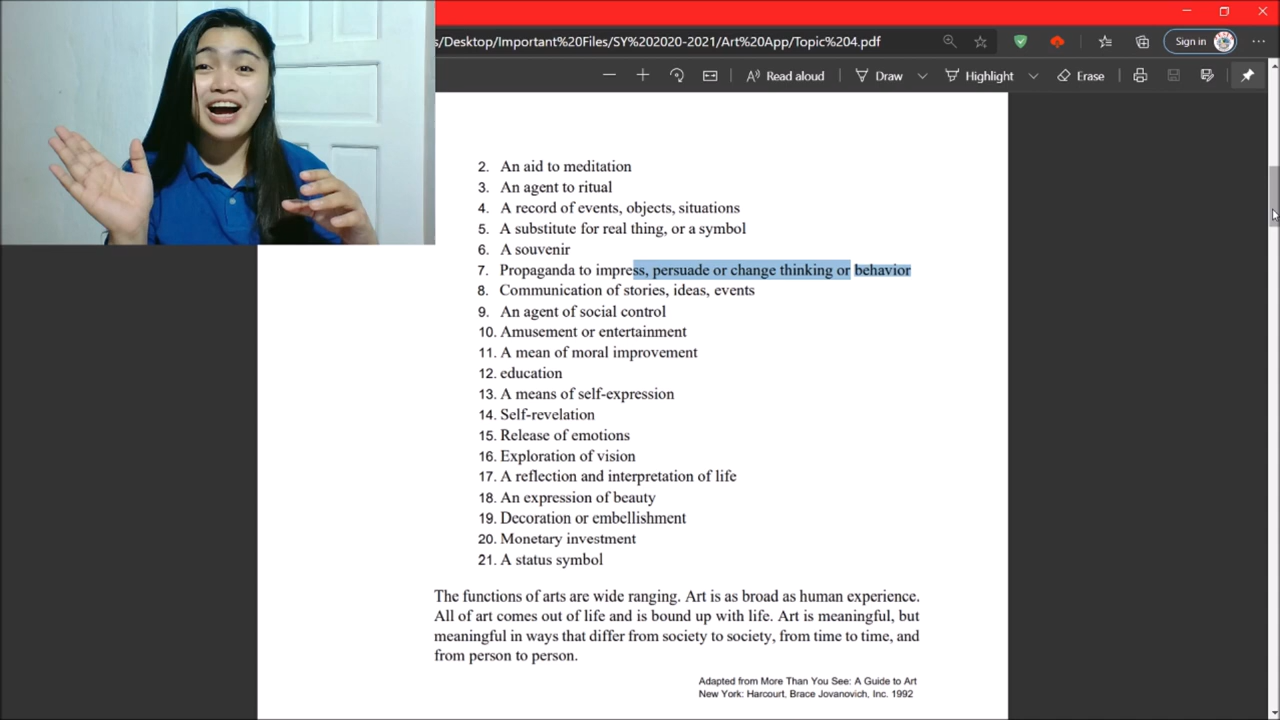 s/Desktop/Important%20Files/SY%202020-2021/Art%20App/Topic%204.pdf
Sign in
Read aloud
Draw
Highlight
Erase
2. An aid to meditation
3. An agent to ritual
4. A record of events, objects, situations
5. A substitute for real thing, or a symbol
6. A souvenir
7. Propaganda to impress, persuade or change thinking or behavior
8. Communication of stories, ideas, events
9. An agent of social control
10. Amusement or entertainment
11. A mean of moral improvement
12. education
13. A means of self-expression
14. Self-revelation
15. Release of emotions
16. Exploration of vision
17. A reflection and interpretation of life
18. An expression of beauty
19. Decoration or embellishment
20. Monetary investment
21. A status symbol
The functions of arts are wide ranging. Art is as broad as human experience.
All of art comes out of life and is bound up with life. Art is meaningful, but
meaningful in ways that differ from society to society, from time to time, and
from person to person.
Adapted from More Than You See: A Guide to Art
New York: Harcourt, Brace Jovanovich, Inc. 1992